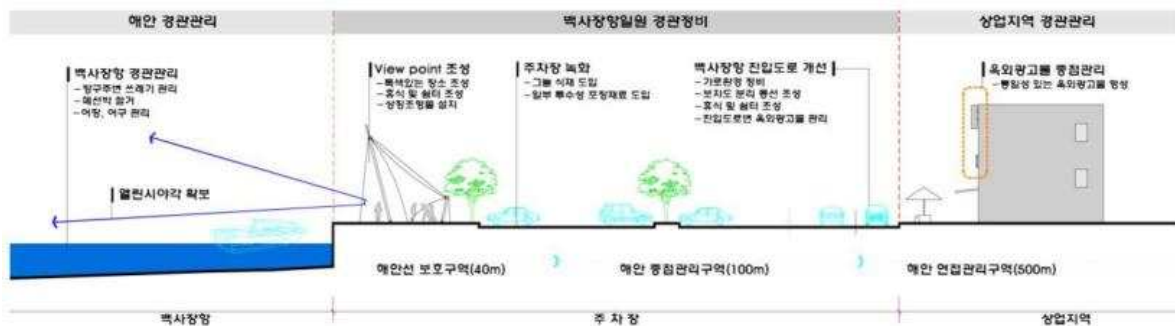 해안 경관관리
백사장항일원 경관정비
상업지역 경관관리
백사장항 경관관리
-항구주변 쓰레기 관리
-폐선박 철거
-어망, 어구 관리
열린시야각 확보
View point 조성
-특색있는 장소 조성
-휴식 및 쉼터 조성
-상징조형물 설치
주차장 녹화
-그늘 식재 도입
-일부 투수성 포장재료 도입
백사장항 진입도로 개선
-가로환경 정비
-보차도 분리 동선 조성
-휴식 및 쉼터 조성
-진입도로변 옥외광고물 관리
옥외광고물 중점관리
-통일성 있는 옥외광고물 형성
해안선 보호구역(40m)
해안 중점관리구역(100m)
해안 연접관리구역(500m)
백사장항
주 차 장
상업지역